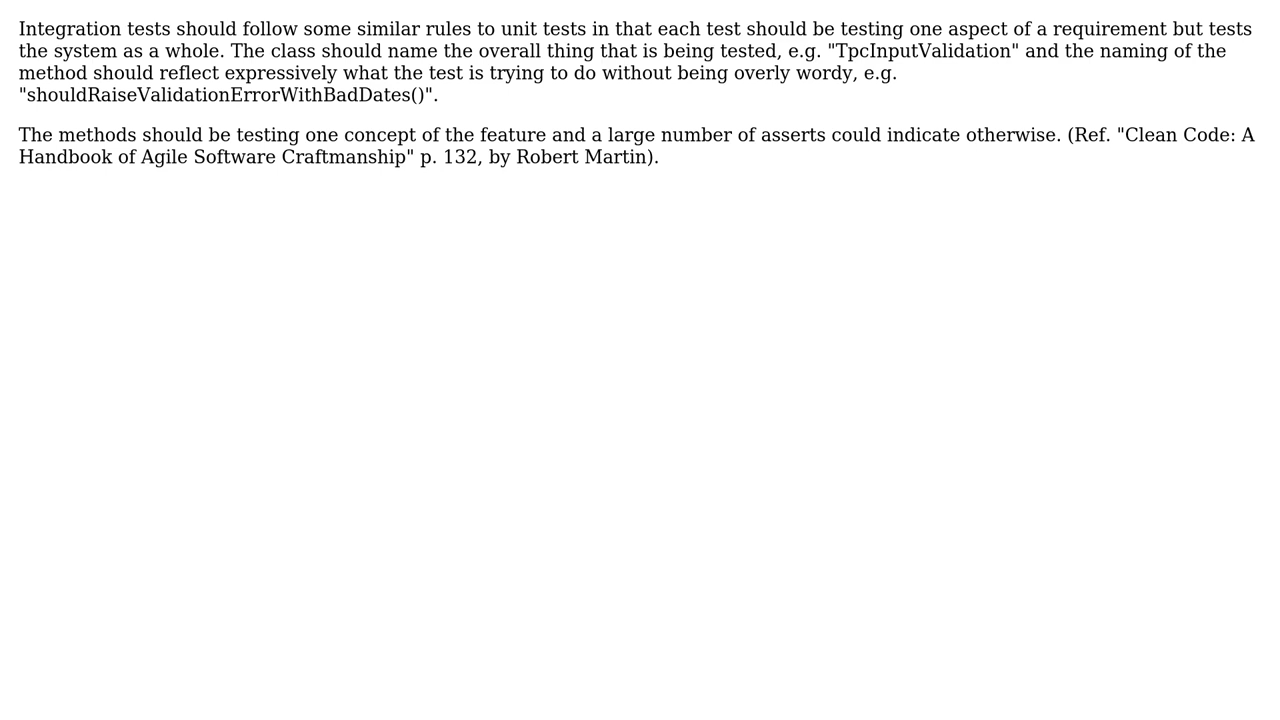 Integration tests should follow some similar rules to unit tests in that each test should be testing one aspect of a requirement but tests
the system as a whole. The class should name the overall thing that is being tested, e.g. "TpcInputValidation" and the naming of the
method should reflect expressively what the test is trying to do without being overly wordy, e.g.
"shouldRaiseValidationErrorWithBadDates()".
The methods should be testing one concept of the feature and a large number of asserts could indicate otherwise. (Ref. "Clean Code: A
Handbook of Agile Software Craftmanship" p. 132, by Robert Martin).